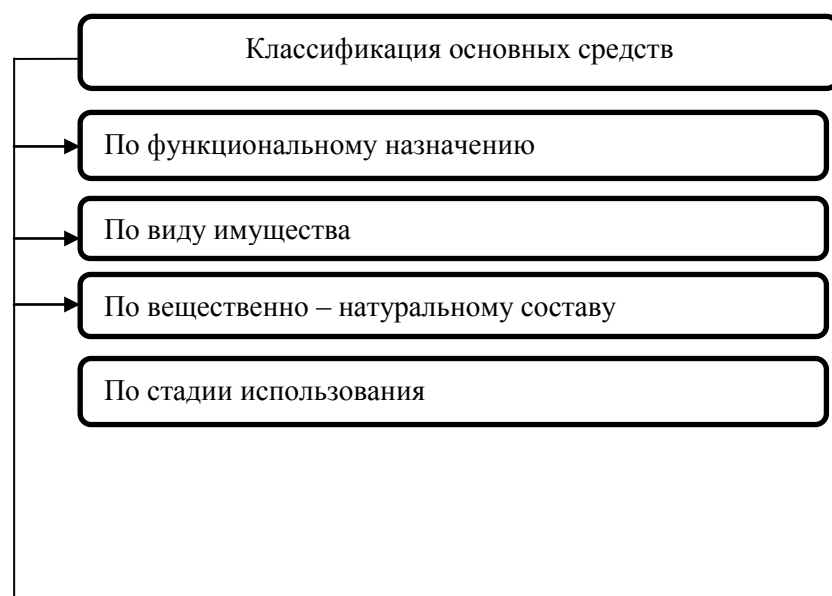 Классификация основных средств
По функциональному назначению
По виду имущества
По вещественно – натуральному составу
По стадии использования